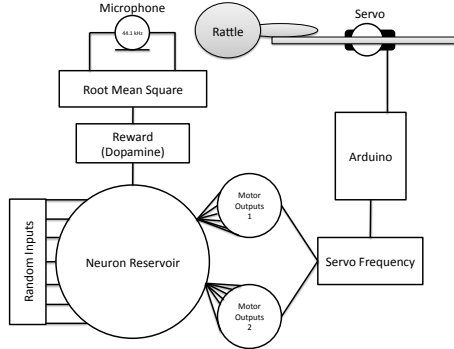 Microphone
44.1 kHz
Root Mean Square
Reward
(Dopamine)
Random Inputs
Neuron Reservoir
Motor
Outputs
1
Motor
Outputs
2
Rattle
Servo
Arduino
Servo Frequency